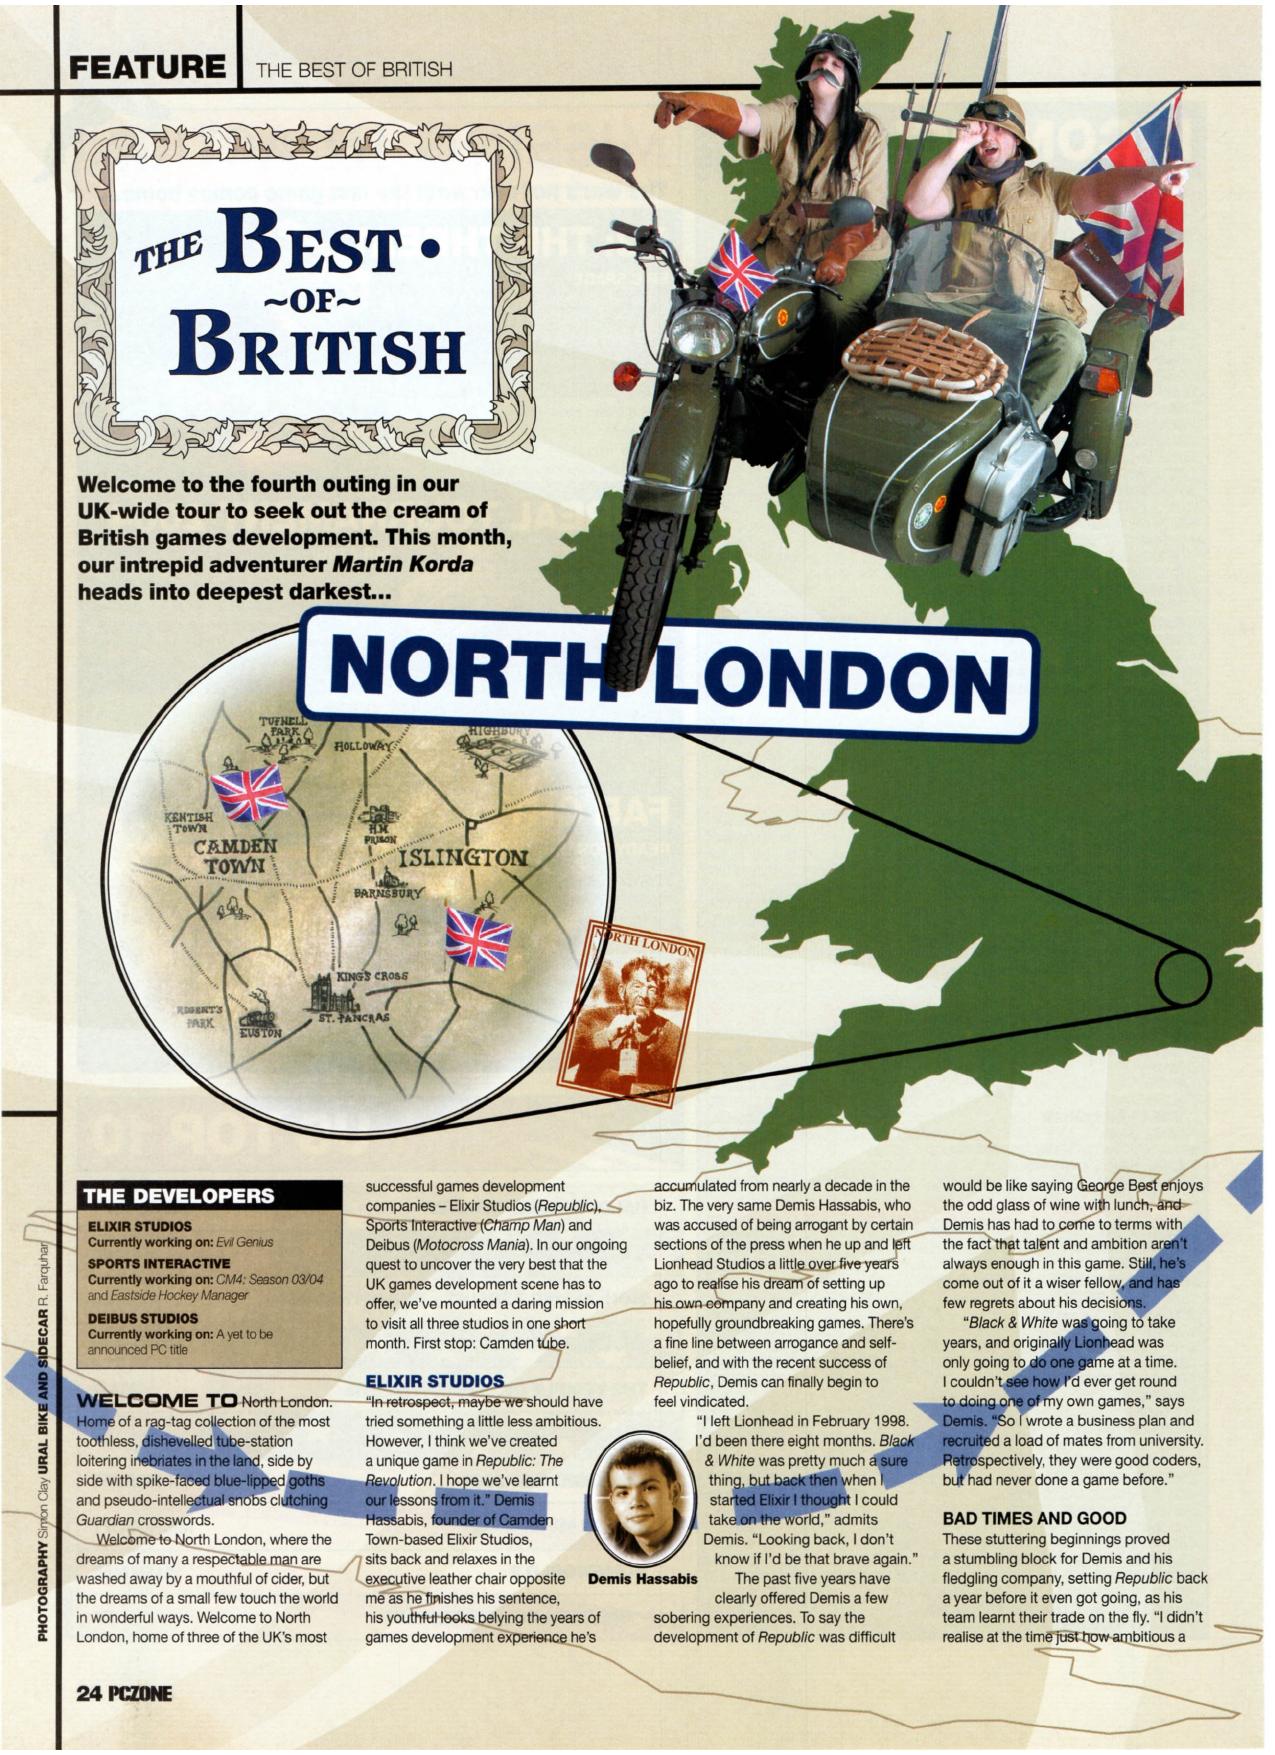 FEATURE
THE BEST OF BRITISH
THE BEST •
~OF~
BRITISH
Welcome to the fourth outing in our
UK-wide tour to seek out the cream of
British games development. This month,
our intrepid adventurer Martin Korda
heads into deepest darkest...
NORTH LONDON
TUFNELL
PARK
HOLLOWAY
HIGHBURY
KENTISH
TOWN
CAMDEN
TOWN
H.M.
PRISON
ISLINGTON
BARNSBURY
KING'S CROSS
ST. PANCRAS
REGENT'S
PARK
EUSTON
NORTH LONDON
THE DEVELOPERS
ELIXIR STUDIOS
Currently working on: Evil Genius
SPORTS INTERACTIVE
Currently working on: CM4: Season 03/04
and Eastside Hockey Manager
DEIBUS STUDIOS
Currently working on: A yet to be
announced PC title
WELCOME TO North London.
Home of a rag-tag collection of the most
toothless, dishevelled tube-station
loitering inebriates in the land, side by
side with spike-faced blue-lipped goths
and pseudo-intellectual snobs clutching
Guardian crosswords.
Welcome to North London, where the
dreams of many a respectable man are
washed away by a mouthful of cider, but
the dreams of a small few touch the world
in wonderful ways. Welcome to North
London, home of three of the UK's most
successful games development
companies – Elixir Studios (Republic),
Sports Interactive (Champ Man) and
Deibus (Motocross Mania). In our ongoing
quest to uncover the very best that the
UK games development scene has to
offer, we've mounted a daring mission
to visit all three studios in one short
month. First stop: Camden tube.
ELIXIR STUDIOS
"In retrospect, maybe we should have
tried something a little less ambitious.
However, I think we've created
a unique game in Republic: The
Revolution. I hope we've learnt
our lessons from it." Demis
Hassabis, founder of Camden
Town-based Elixir Studios,
sits back and relaxes in the
executive leather chair opposite
me as he finishes his sentence,
his youthful looks belying the years of
games development experience he's
accumulated from nearly a decade in the
biz. The very same Demis Hassabis, who
was accused of being arrogant by certain
sections of the press when he up and left
Lionhead Studios a little over five years
ago to realise his dream of setting up
his own company and creating his own,
hopefully groundbreaking games. There's
a fine line between arrogance and self-
belief, and with the recent success of
Republic, Demis can finally begin to
feel vindicated.
"I left Lionhead in February 1998.
I'd been there eight months. Black
& White was pretty much a sure
thing, but back then when I
started Elixir I thought I could
take on the world," admits
Demis. "Looking back, I don't
know if I'd be that brave again."
The past five years have
clearly offered Demis a few
sobering experiences. To say the
development of Republic was difficult
Demis Hassabis
would be like saying George Best enjoys
the odd glass of wine with lunch, and
Demis has had to come to terms with
the fact that talent and ambition aren't
always enough in this game. Still, he's
come out of it a wiser fellow, and has
few regrets about his decisions.
"Black & White was going to take
years, and originally Lionhead was
only going to do one game at a time.
I couldn't see how I'd ever get round
to doing one of my own games," says
Demis. "So I wrote a business plan and
recruited a load of mates from university.
Retrospectively, they were good coders,
but had never done a game before."
BAD TIMES AND GOOD
These stuttering beginnings proved
a stumbling block for Demis and his
fledgling company, setting Republic back
a year before it even got going, as his
team learnt their trade on the fly. "I didn't
realise at the time just how ambitious a
PHOTOGRAPHY Simon Clay URAL BIKE AND SIDECAR R. Farquhar
24 PCZONE